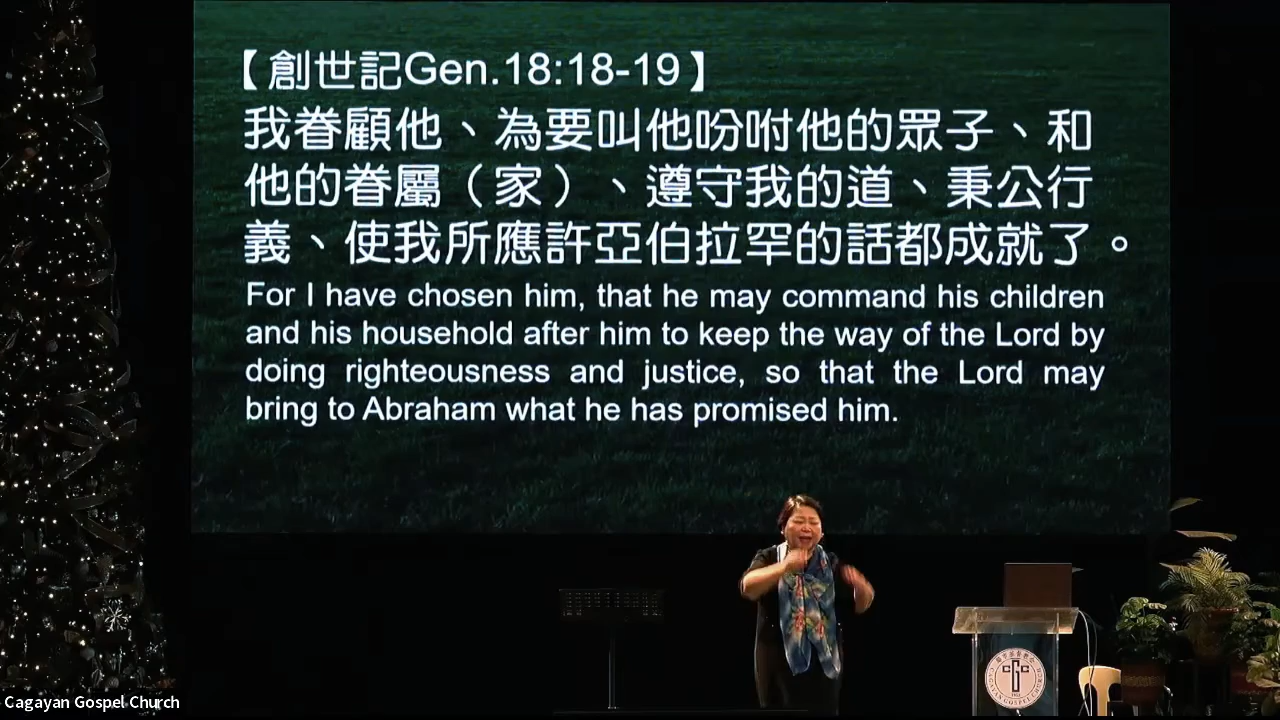 【創世記Gen.18:18-19】
我眷顧他、為要叫他吩咐他的眾子、和
他的眷屬（家）、遵守我的道、秉公行
義、使我所應許亞伯拉罕的話都成就了。
For I have chosen him, that he may command his children
and his household after him to keep the way of the Lord by
doing righteousness and justice, so that the Lord may
bring to Abraham what he has promised him.
CAGAYAN GOSPEL CHURCH
Cagayan Gospel Church